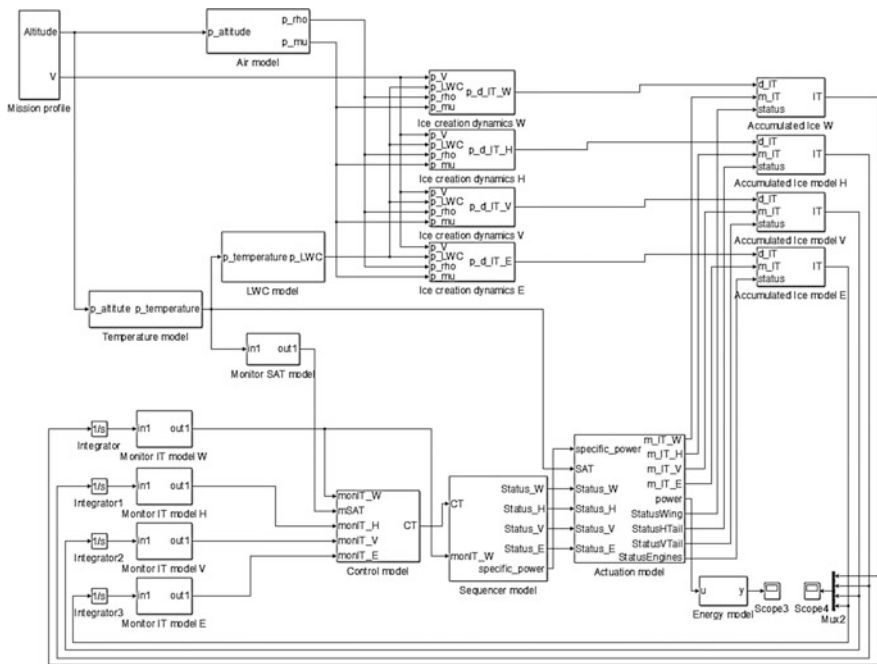 Altitude
V
Mission profile
p_altitude
p_rho
p_mu
Air model
p_V
p_LWC
p_rho
p_mu
p_d_IT_W
Ice creation dynamics W
p_V
p_LWC
p_rho
p_mu
p_d_IT_H
Ice creation dynamics H
p_V
p_LWC
p_rho
p_mu
p_d_IT_V
Ice creation dynamics V
p_V
p_LWC
p_rho
p_mu
p_d_IT_E
Ice creation dynamics E
d_IT
m_IT
status
IT
Accumulated Ice W
d_IT
m_IT
status
IT
Accumulated Ice model H
d_IT
m_IT
status
IT
Accumulated Ice model V
d_IT
m_IT
status
IT
Accumulated Ice model E
p_temperature p_LWC
LWC model
p_altitute p_temperature
Temperature model
in1 out1
Monitor SAT model
1/s
Integrator
in1 out1
Monitor IT model W
1/s
Integrator1
in1 out1
Monitor IT model H
1/s
Integrator2
in1 out1
Monitor IT model V
1/s
Integrator3
in1 out1
Monitor IT model E
monIT_W
mSAT
monIT_H
monIT_V
monIT_E
CT
Control model
CT
monIT_W
Status_W
Status_H
Status_V
Status_E
specific_power
Sequencer model
specific_power
SAT
Status_W
Status_H
Status_V
Status_E
m_IT_W
m_IT_H
m_IT_V
m_IT_E
power
StatusWing
StatusHTail
StatusVTail
StatusEngines
Actuation model
u y
Energy model
Scope3
Scope4
Mux2